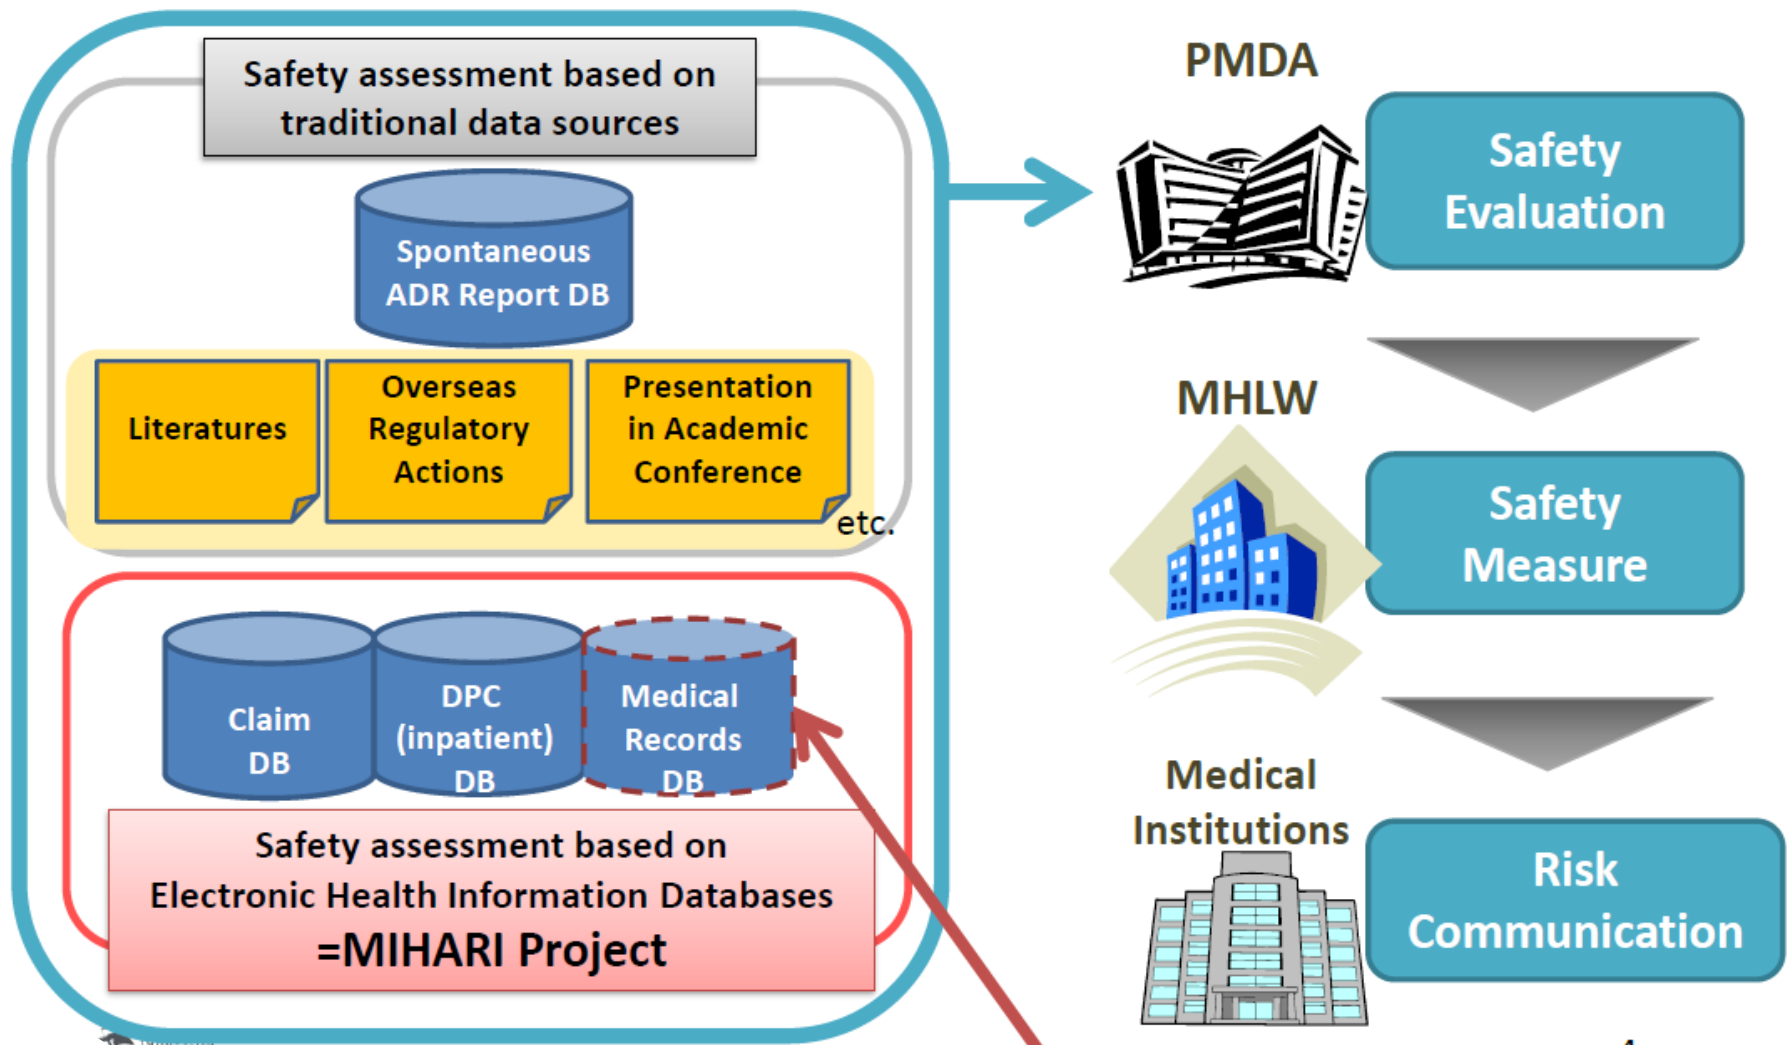 Safety assessment based on
traditional data sources
Spontaneous
ADR Report DB
Literatures
Overseas
Regulatory
Actions
Presentation
in Academic
Conference
etc.
Claim
DB
DPC
(inpatient)
DB
Medical
Records
DB
Safety assessment based on
Electronic Health Information Databases
=MIHARI Project
PMDA
Safety
Evaluation
MHLW
Safety
Measure
Medical
Institutions
Risk
Communication